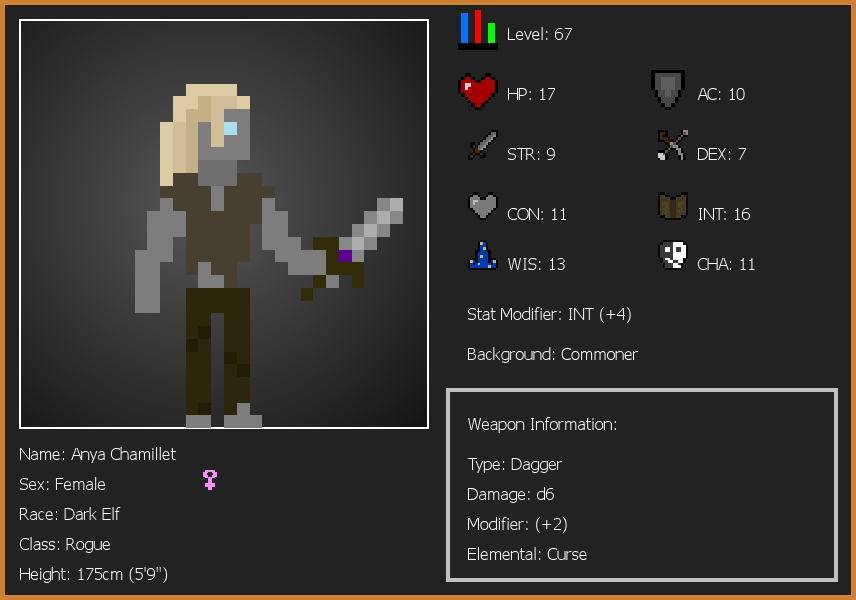 Level: 67
HP: 17
AC: 10
STR: 9
DEX: 7
CON: 11
INT: 16
WIS: 13
CHA: 11
Stat Modifier: INT (+4)
Background: Commoner
Weapon Information:
Type: Dagger
Damage: d6
Modifier: (+2)
Elemental: Curse
Name: Anya Chamillet
Sex: Female
Race: Dark Elf
Class: Rogue
Height: 175cm (5'9")